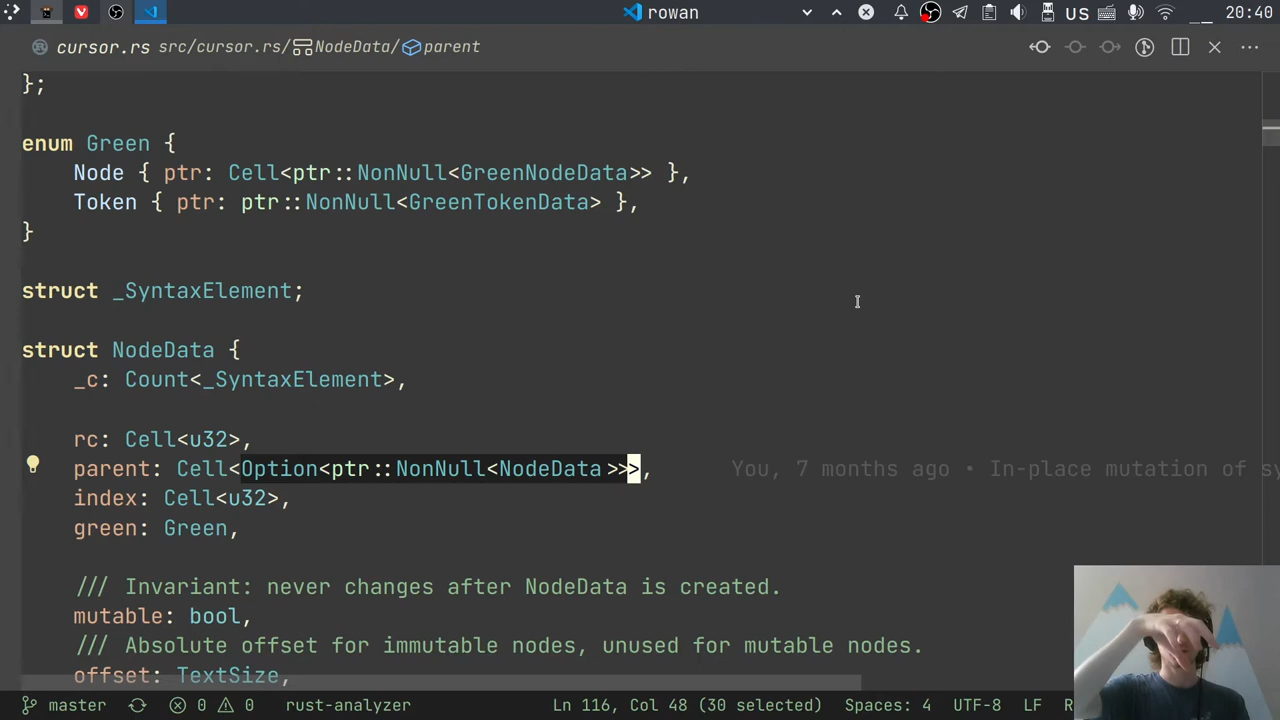 rowan
US
20:40
cursor.rs src/cursor.rs/NodeData/parent
};
enum Green {
Node { ptr: Cell<ptr::NonNull<GreenNodeData>> },
Token { ptr: ptr::NonNull<GreenTokenData> },
}
struct _SyntaxElement;
struct NodeData {
_c: Count<_SyntaxElement>,
rc: Cell<u32>,
parent: Cell<Option<ptr::NonNull<NodeData>>>, You, 7 months ago • In-place mutation of
index: Cell<u32>,
green: Green,
/// Invariant: never changes after NodeData is created.
mutable: bool,
/// Absolute offset for immutable nodes, unused for mutable nodes.
offset: TextSize,
master 0 0 rust-analyzer Ln 116, Col 48 (30 selected) Spaces: 4 UTF-8 LF